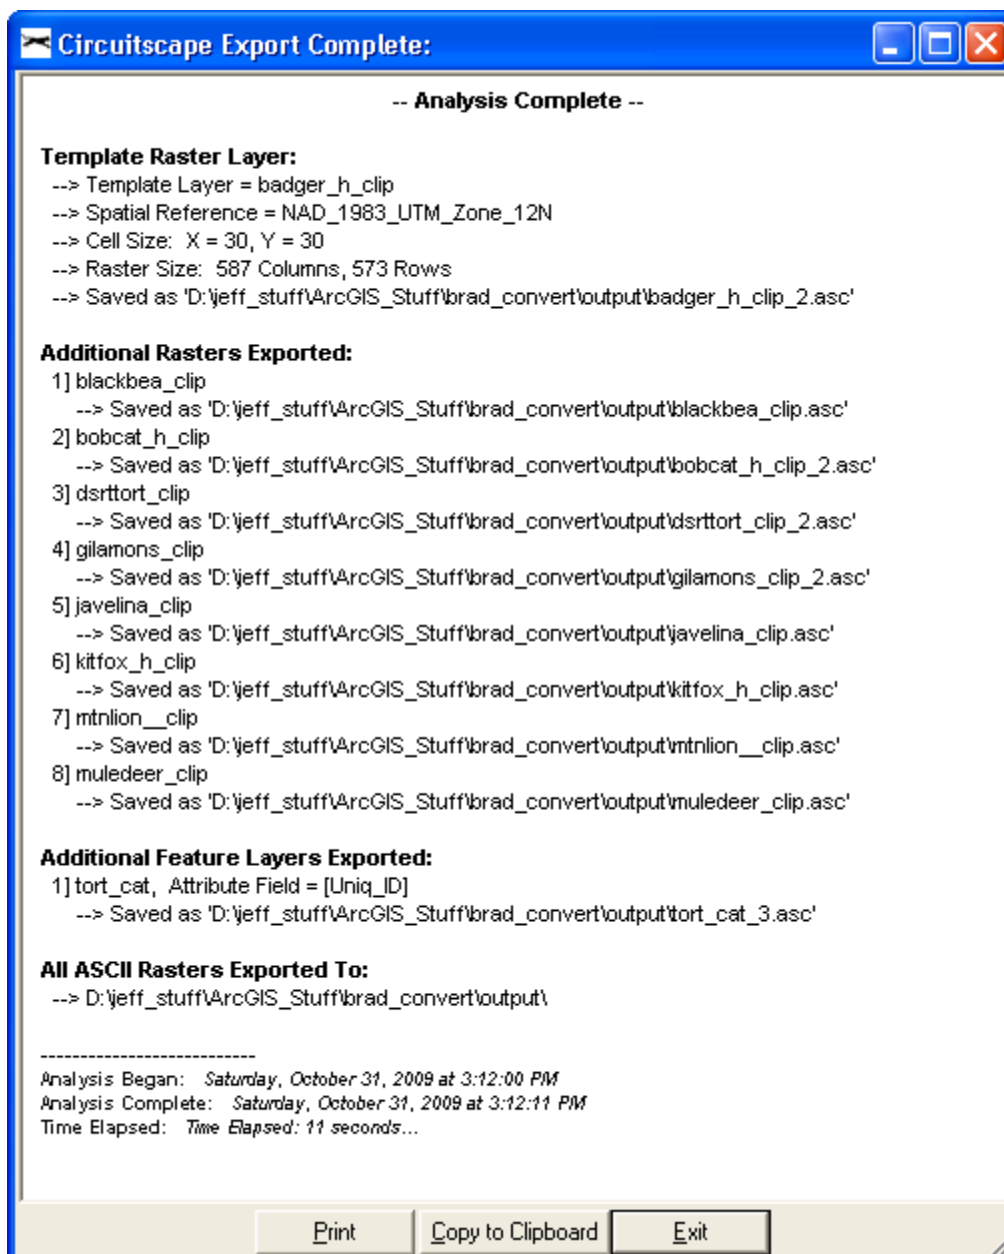 Circuitscape Export Complete:
-- Analysis Complete --
Template Raster Layer:
--> Template Layer = badger_h_clip
--> Spatial Reference = NAD_1983_UTM_Zone_12N
--> Cell Size:  X = 30, Y = 30
--> Raster Size:  587 Columns, 573 Rows
--> Saved as 'D:\jeff_stuff\ArcGIS_Stuff\brad_convert\output\badger_h_clip_2.asc'
Additional Rasters Exported:
1] blackbea_clip
--> Saved as 'D:\jeff_stuff\ArcGIS_Stuff\brad_convert\output\blackbea_clip.asc'
2] bobcat_h_clip
--> Saved as 'D:\jeff_stuff\ArcGIS_Stuff\brad_convert\output\bobcat_h_clip_2.asc'
3] dsrttort_clip
--> Saved as 'D:\jeff_stuff\ArcGIS_Stuff\brad_convert\output\dsrttort_clip_2.asc'
4] gilamons_clip
--> Saved as 'D:\jeff_stuff\ArcGIS_Stuff\brad_convert\output\gilamons_clip_2.asc'
5] javelina_clip
--> Saved as 'D:\jeff_stuff\ArcGIS_Stuff\brad_convert\output\javelina_clip.asc'
6] kitfox_h_clip
--> Saved as 'D:\jeff_stuff\ArcGIS_Stuff\brad_convert\output\kitfox_h_clip.asc'
7] mtnlion__clip
--> Saved as 'D:\jeff_stuff\ArcGIS_Stuff\brad_convert\output\mtnlion__clip.asc'
8] muledeer_clip
--> Saved as 'D:\jeff_stuff\ArcGIS_Stuff\brad_convert\output\muledeer_clip.asc'
Additional Feature Layers Exported:
1] tort_cat,  Attribute Field = [Uniq_ID]
--> Saved as 'D:\jeff_stuff\ArcGIS_Stuff\brad_convert\output\tort_cat_3.asc'
All ASCII Rasters Exported To:
--> D:\jeff_stuff\ArcGIS_Stuff\brad_convert\output\
---------------------------
Analysis Began:  Saturday, October 31, 2009 at 3:12:00 PM
Analysis Complete:  Saturday, October 31, 2009 at 3:12:11 PM
Time Elapsed:  Time Elapsed: 11 seconds...
Print Copy to Clipboard Exit